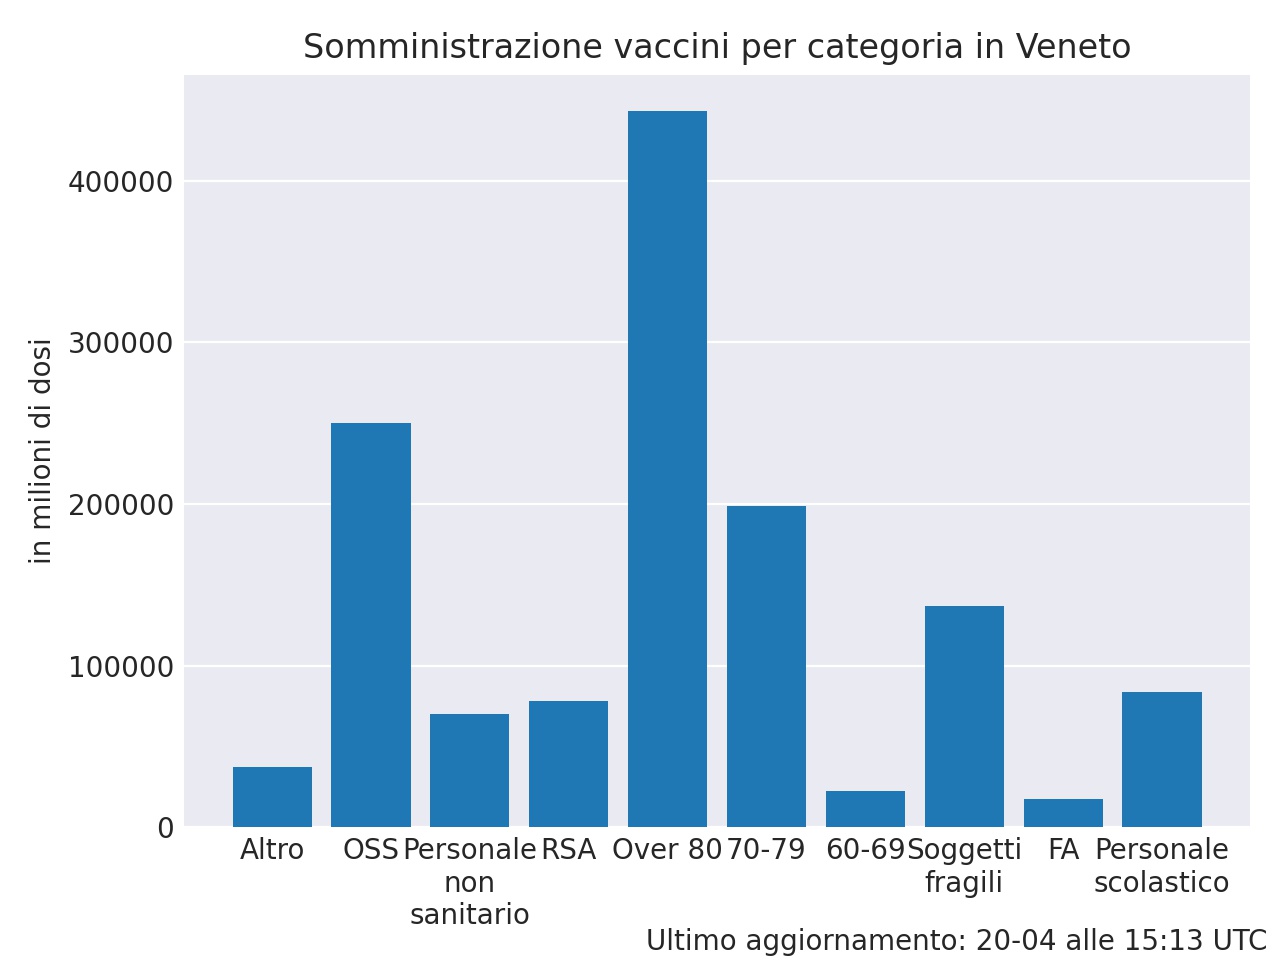 Somministrazione vaccini per categoria in Veneto
in milioni di dosi
400000
300000
200000
100000
0
Altro
OSS
Personale
non
sanitario
RSA
Over 80
70-79
60-69
Soggetti
fragili
FA
Personale
scolastico
Ultimo aggiornamento: 20-04 alle 15:13 UTC